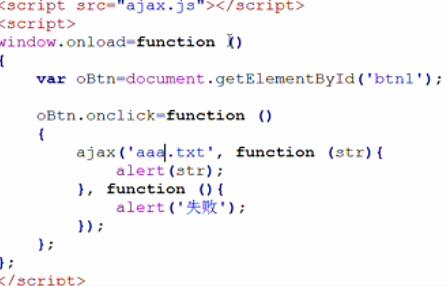 <script src="ajax.js"></script>
<script>
window.onload=function ()
{
    var oBtn=document.getElementById('btn1');

    oBtn.onclick=function ()
    {
        ajax('aaa.txt', function (str){
            alert(str);
        }, function (){
            alert('失败');
        });
    };
};
</script>